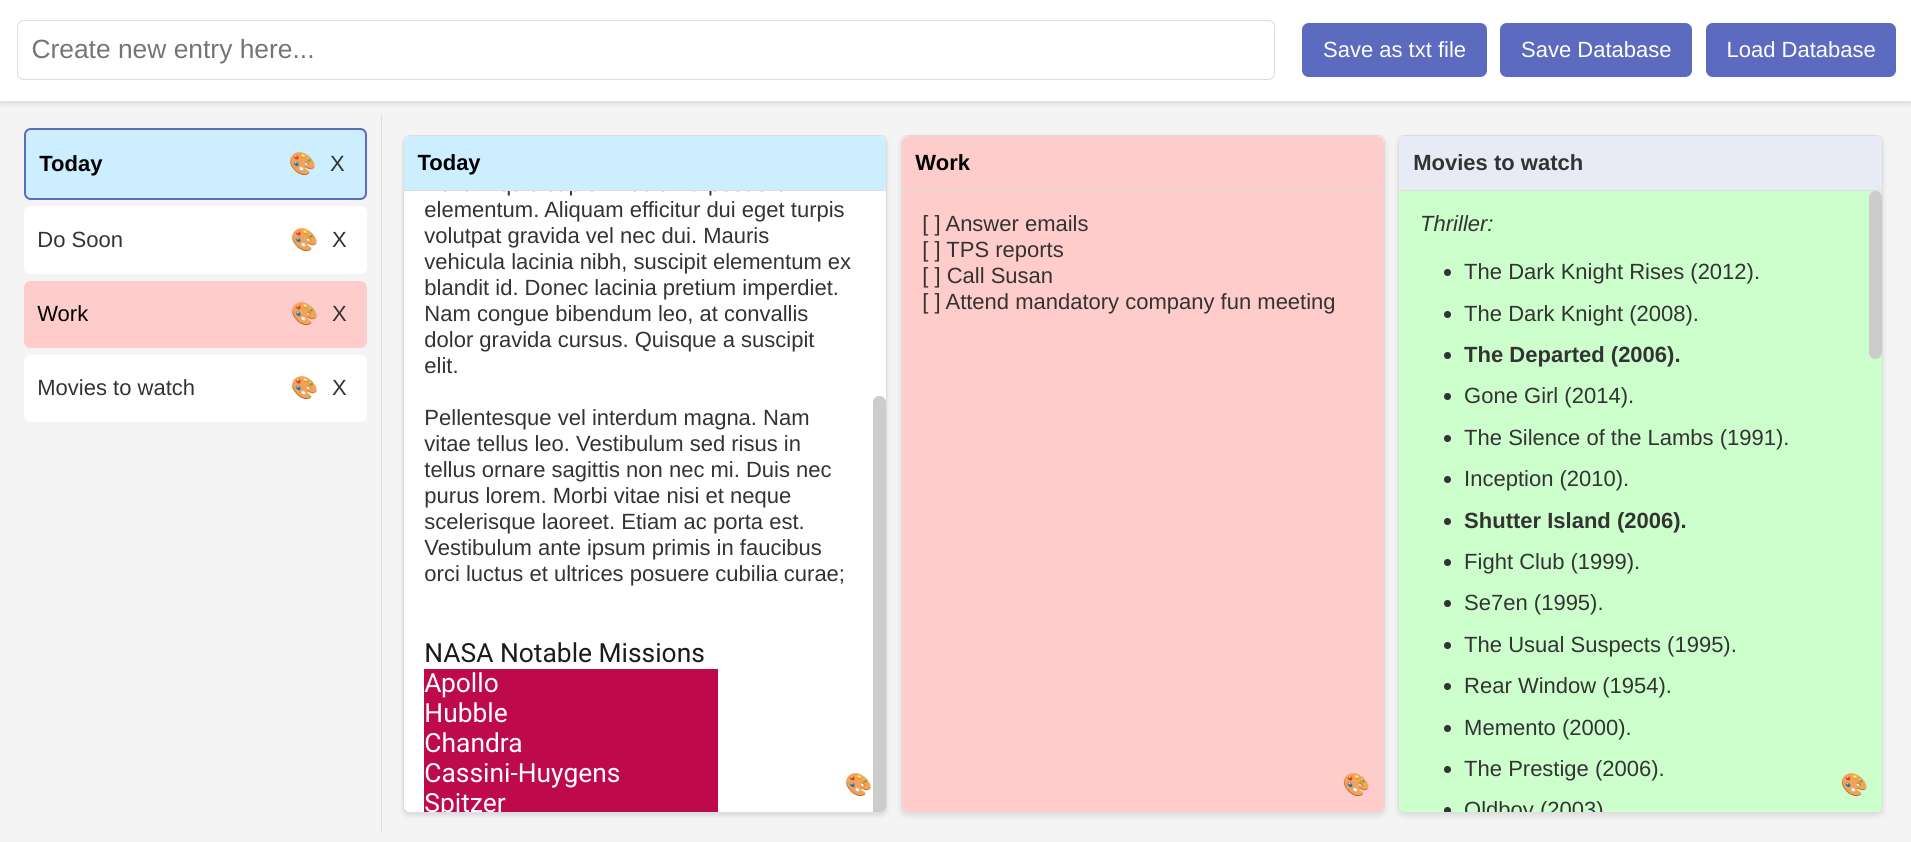 Create new entry here...
Save as txt file
Save Database
Load Database
Today
X
Do Soon
X
Work
X
Movies to watch
X
Today
elementum. Aliquam efficitur dui eget turpis
volutpat gravida vel nec dui. Mauris
vehicula lacinia nibh, suscipit elementum ex
blandit id. Donec lacinia pretium imperdiet.
Nam congue bibendum leo, at convallis
dolor gravida cursus. Quisque a suscipit
elit.
Pellentesque vel interdum magna. Nam
vitae tellus leo. Vestibulum sed risus in
tellus ornare sagittis non nec mi. Duis nec
purus lorem. Morbi vitae nisi et neque
scelerisque laoreet. Etiam ac porta est.
Vestibulum ante ipsum primis in faucibus
orci luctus et ultrices posuere cubilia curae;
NASA Notable Missions
Apollo
Hubble
Chandra
Cassini-Huygens
Spitzer
Work
[ ] Answer emails
[ ] TPS reports
[ ] Call Susan
[ ] Attend mandatory company fun meeting
Movies to watch
Thriller:
• The Dark Knight Rises (2012).
• The Dark Knight (2008).
• The Departed (2006).
• Gone Girl (2014).
• The Silence of the Lambs (1991).
• Inception (2010).
• Shutter Island (2006).
• Fight Club (1999).
• Se7en (1995).
• The Usual Suspects (1995).
• Rear Window (1954).
• Memento (2000).
• The Prestige (2006).
• Oldboy (2003)